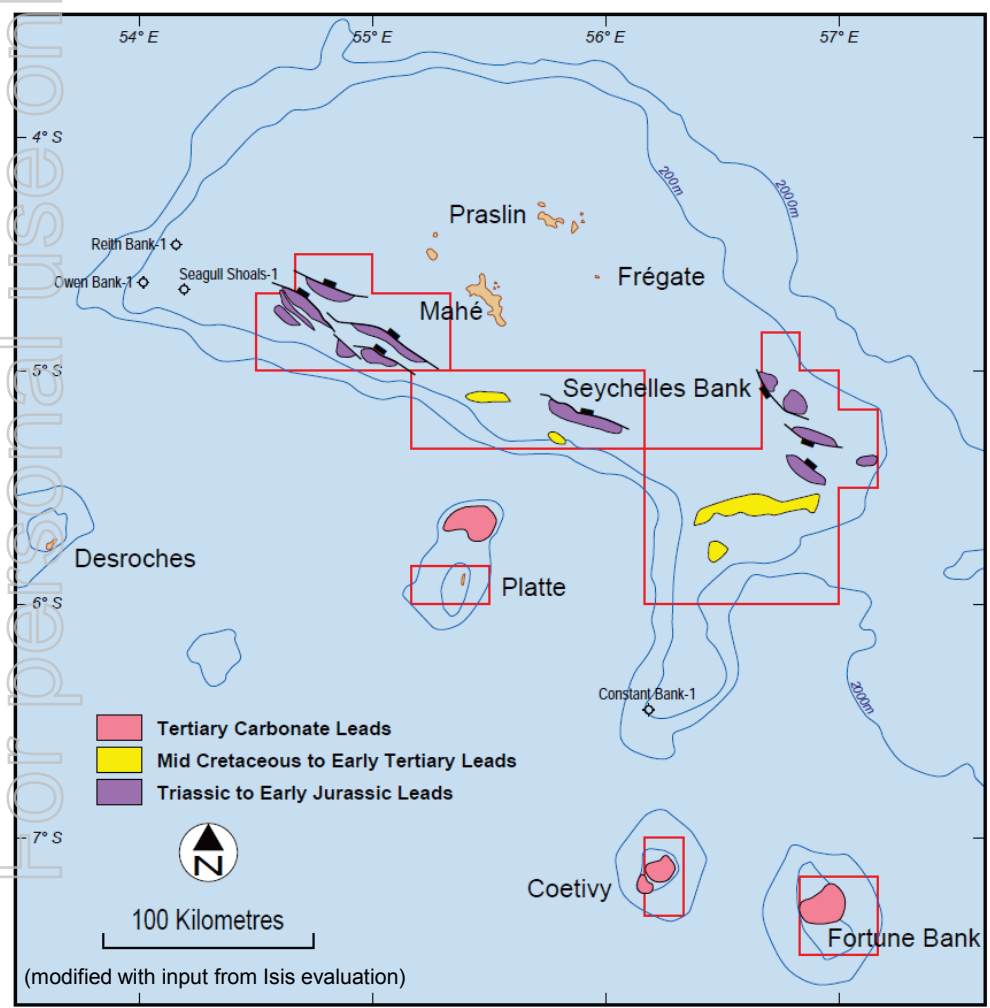 54° E 55° E 56° E 57° E
4° S
200m
2000m
Praslin
Reith Bank-1
Frégate
Owen Bank-1
Seagull Shoals-1
Mahé
5° S
Seychelles Bank
Desroches
Platte
6° S
Constant Bank-1
2000m
Tertiary Carbonate Leads
Mid Cretaceous to Early Tertiary Leads
Triassic to Early Jurassic Leads
7° S
N
Coetivy
100 Kilometres
Fortune Bank
(modified with input from Isis evaluation)
For personal use on